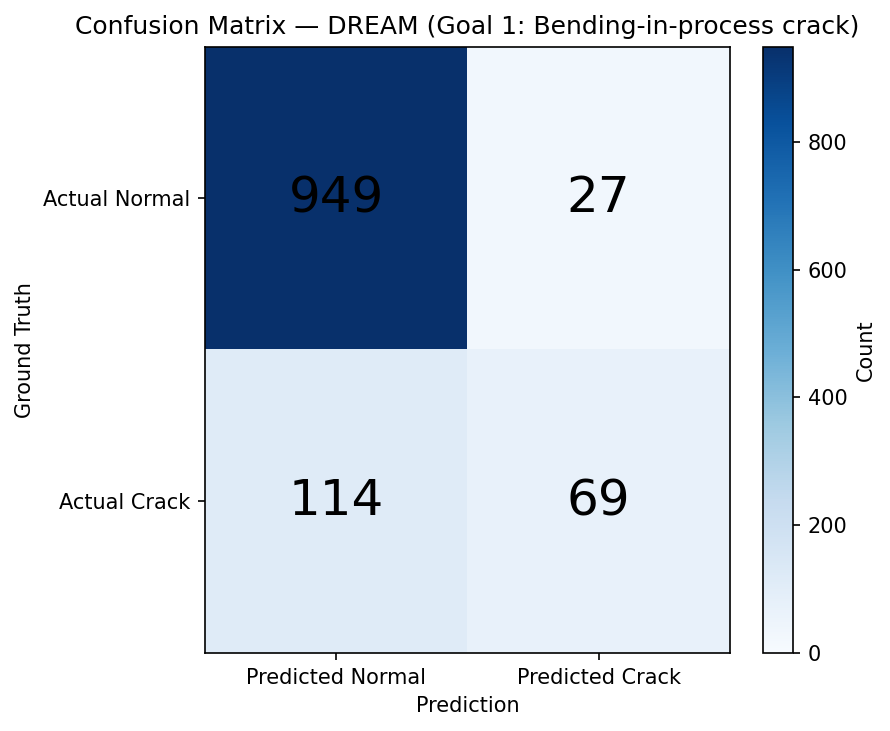 Confusion Matrix — DREAM (Goal 1: Bending-in-process crack)
Actual Normal
949
27
Actual Crack
114
69
Ground Truth
Predicted Normal
Predicted Crack
Prediction
800
600
400
200
0
Count